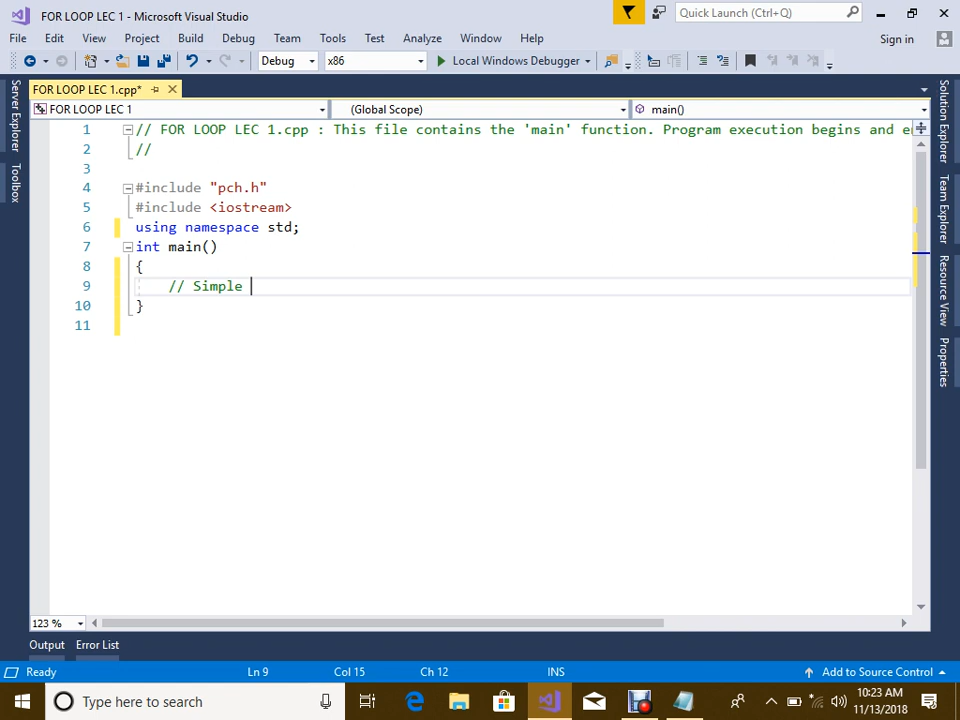 FOR LOOP LEC 1 - Microsoft Visual Studio
Quick Launch (Ctrl+Q)
File Edit View Project Build Debug Team Tools Test Analyze Window Help
Sign in
Debug x86 Local Windows Debugger
FOR LOOP LEC 1.cpp*
FOR LOOP LEC 1 (Global Scope) main()
1 // FOR LOOP LEC 1.cpp : This file contains the 'main' function. Program execution begins and en
2 //
3
4 #include "pch.h"
5 #include <iostream>
6 using namespace std;
7 int main()
8 {
9 // Simple
10 }
11
Server Explorer
Toolbox
Solution Explorer
Team Explorer
Resource View
Properties
123 %
Output Error List
Ready Ln 9 Col 15 Ch 12 INS Add to Source Control
Type here to search
10:23 AM
11/13/2018